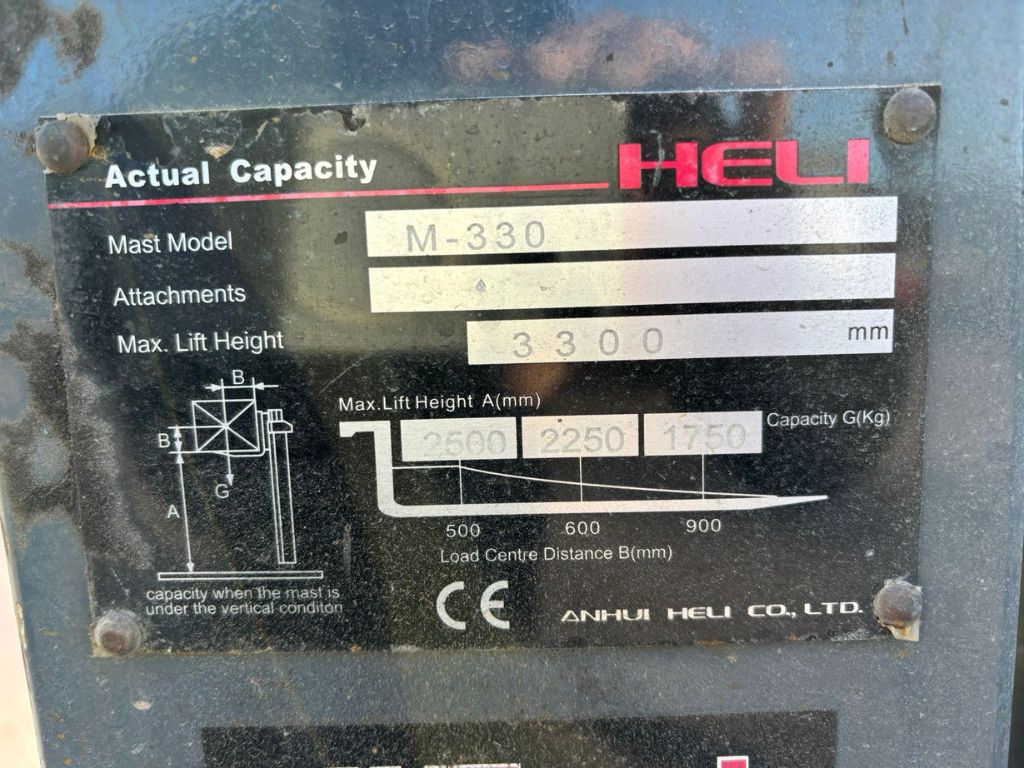 Actual Capacity HELI
Mast Model M-330
Attachments
Max. Lift Height 3300 mm
B
Max.Lift Height A(mm)
2500 2250 1750 Capacity G(Kg)
B
G
A
500 600 900
Load Centre Distance B(mm)
capacity when the mast is
under the vertical conditon
CE ANHUI HELI CO., LTD.